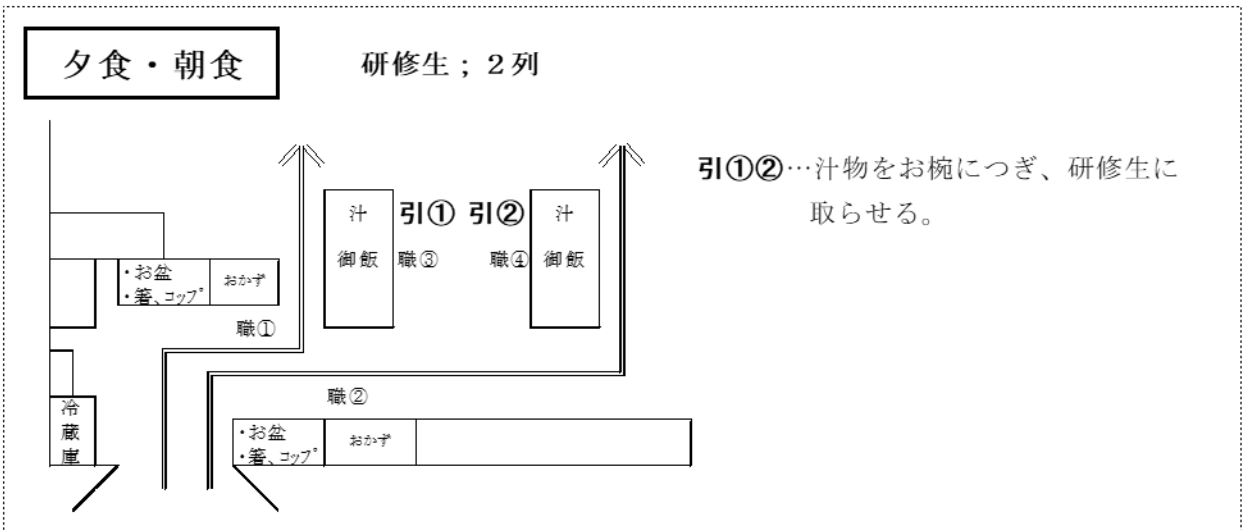 夕食・朝食
研修生；２列
引①②…汁物をお椀につぎ、研修生に
取らせる。
汁
引①
引②
汁
御飯
職③
職④
御飯
・お盆
・箸、コップ
おかず
職①
職②
冷蔵庫
・お盆
・箸、コップ
おかず